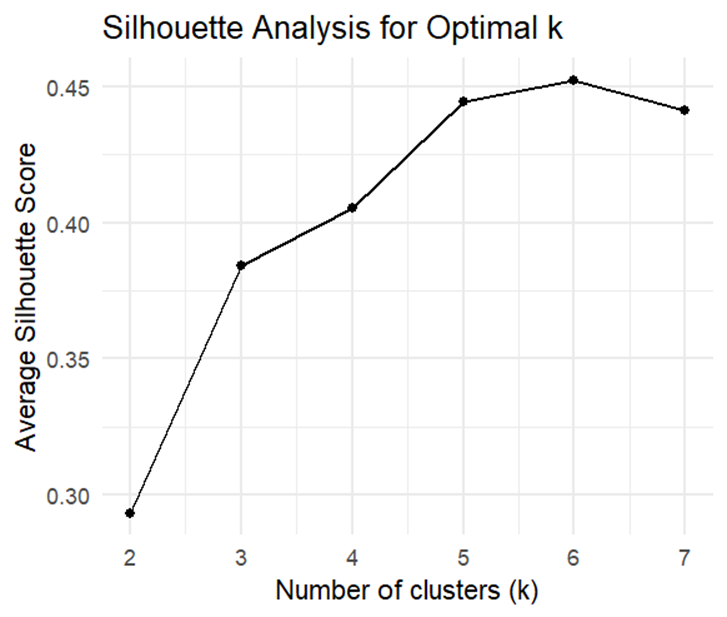 Silhouette Analysis for Optimal k
Average Silhouette Score
0.45
0.40
0.35
0.30
2 3 4 5 6 7
Number of clusters (k)